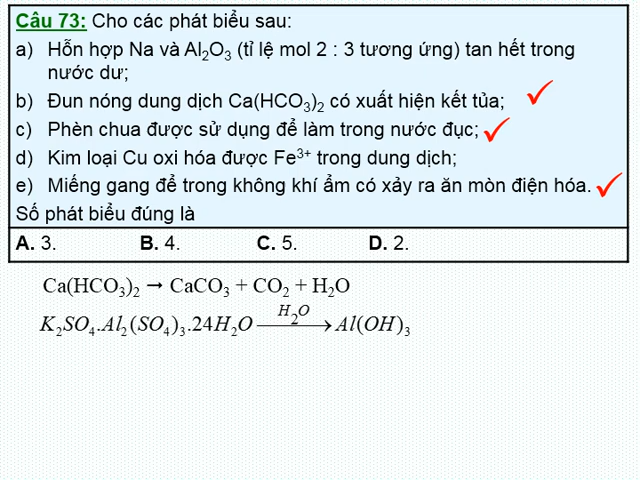 Câu 73: Cho các phát biểu sau:
a) Hỗn hợp Na và Al₂O₃ (tỉ lệ mol 2 : 3 tương ứng) tan hết trong
nước dư;
b) Đun nóng dung dịch Ca(HCO₃)₂ có xuất hiện kết tủa;
c) Phèn chua được sử dụng để làm trong nước đục;
d) Kim loại Cu oxi hóa được Fe³⁺ trong dung dịch;
e) Miếng gang để trong không khí ẩm có xảy ra ăn mòn điện hóa.
Số phát biểu đúng là
A. 3. B. 4. C. 5. D. 2.
Ca(HCO₃)₂ → CaCO₃ + CO₂ + H₂O
K₂SO₄.Al₂(SO₄)₃.24H₂O —H₂O→ Al(OH)₃